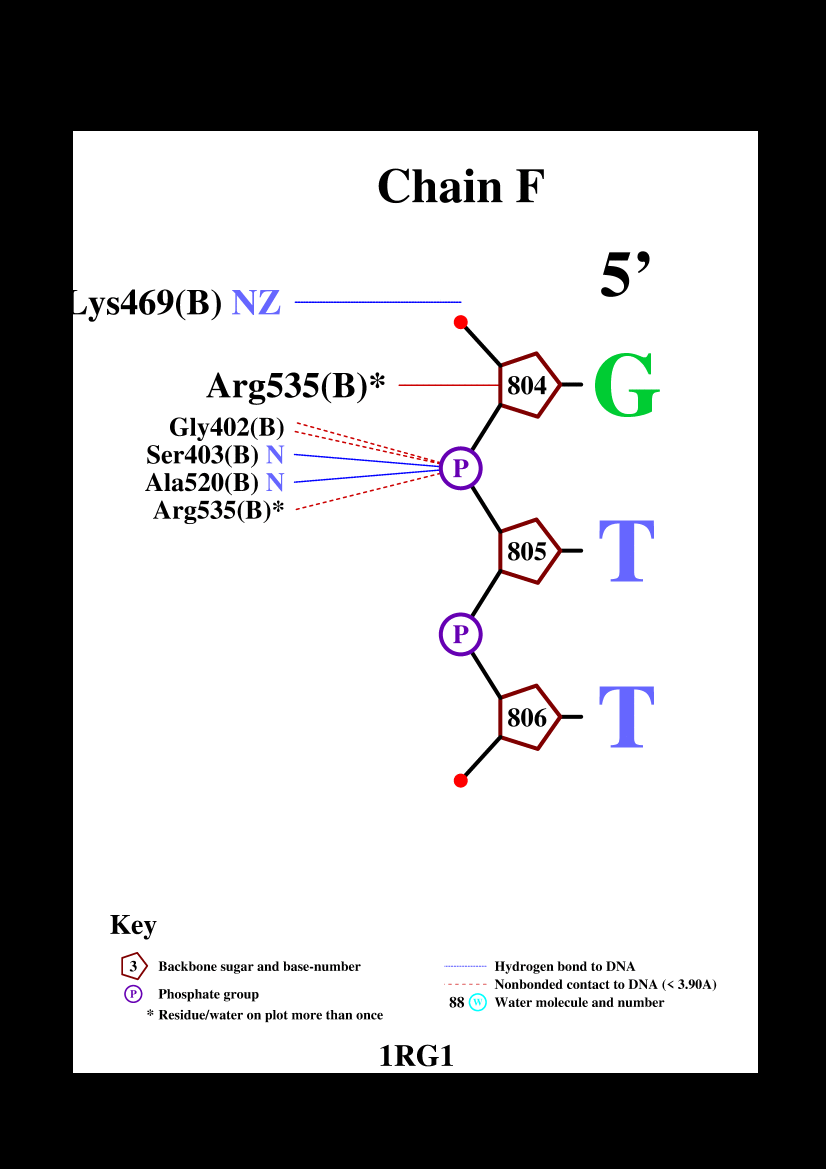 Chain F
5’
Lys469(B) NZ
Arg535(B)*
804
G
Gly402(B)
Ser403(B) N
P
Ala520(B) N
Arg535(B)*
805
T
P
806
T
Key
3 Backbone sugar and base-number
P Phosphate group
* Residue/water on plot more than once
Hydrogen bond to DNA
Nonbonded contact to DNA (< 3.90A)
88 W Water molecule and number
1RG1